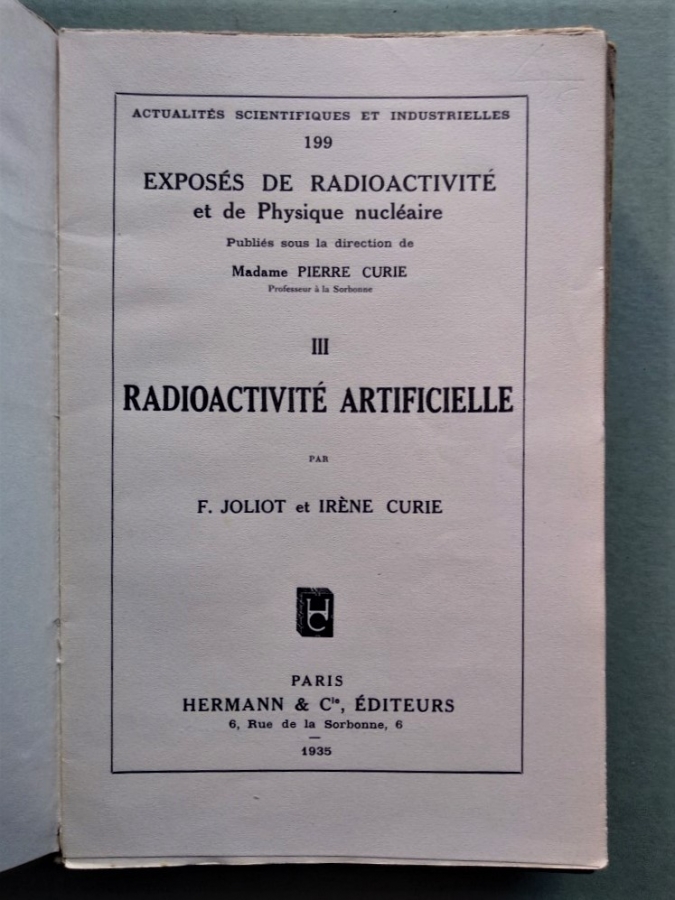 ACTUALITÉS SCIENTIFIQUES ET INDUSTRIELLES
199
EXPOSÉS DE RADIOACTIVITÉ
et de Physique nucléaire
Publiés sous la direction de
Madame PIERRE CURIE
Professeur à la Sorbonne
III
RADIOACTIVITÉ ARTIFICIELLE
PAR
F. JOLIOT et IRÈNE CURIE
HC
PARIS
HERMANN & Cie, ÉDITEURS
6, Rue de la Sorbonne, 6
1935